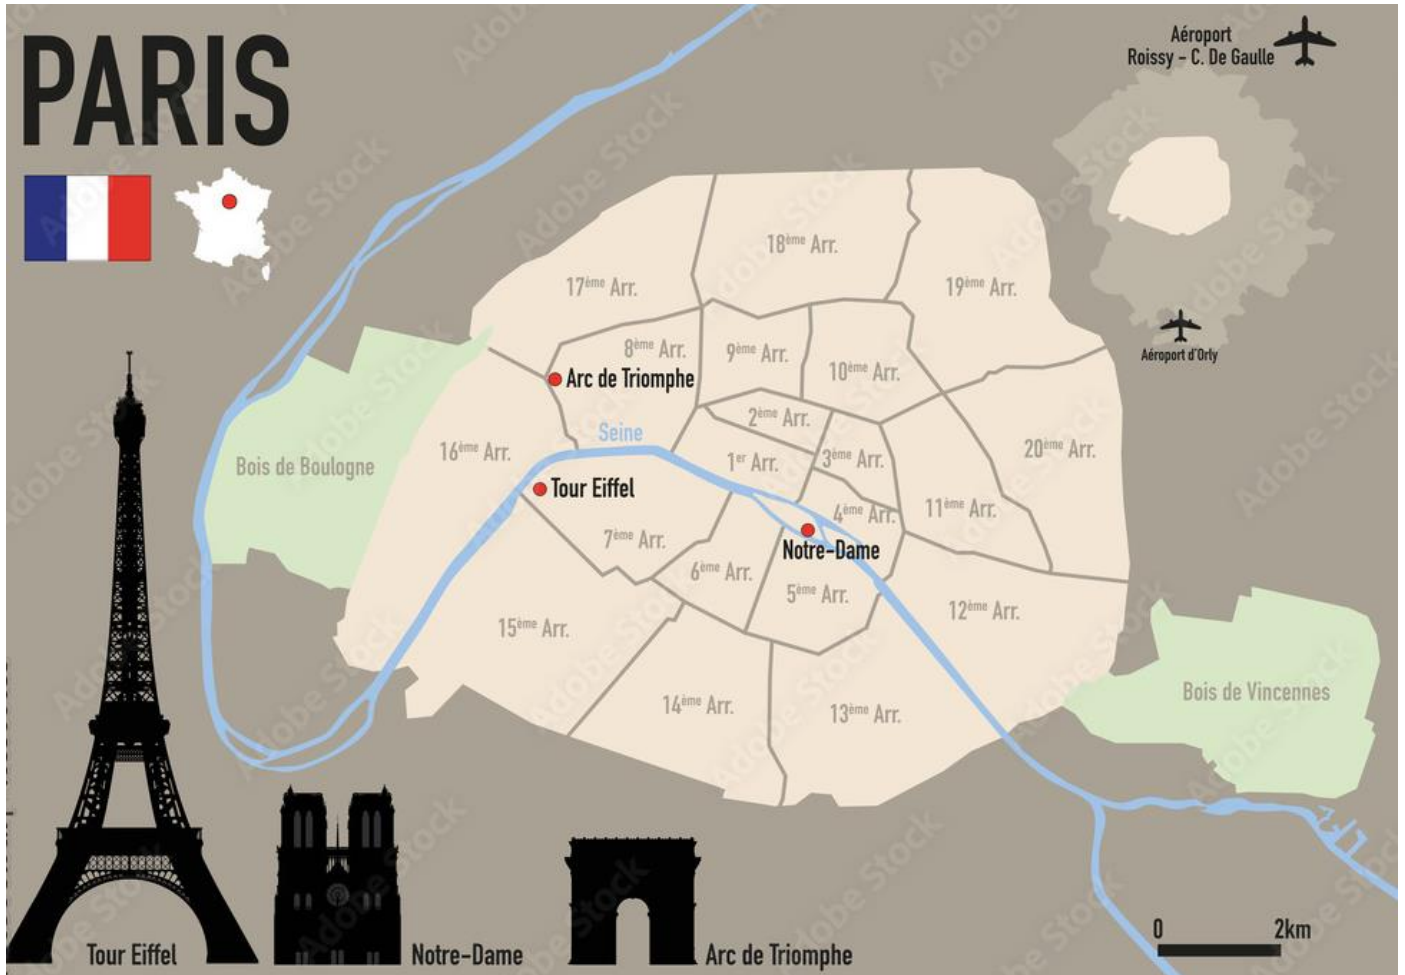 PARIS
Aéroport
Roissy - C. De Gaulle
Aéroport d'Orly
18ème Arr.
17ème Arr.
19ème Arr.
8ème Arr.
9ème Arr.
10ème Arr.
Arc de Triomphe
2ème Arr.
Seine
16ème Arr.
1er Arr.
3ème Arr.
20ème Arr.
Bois de Boulogne
Tour Eiffel
11ème Arr.
4ème Arr.
7ème Arr.
Notre-Dame
6ème Arr.
5ème Arr.
12ème Arr.
15ème Arr.
Bois de Vincennes
14ème Arr.
13ème Arr.
0 2km
Tour Eiffel
Notre-Dame
Arc de Triomphe
Adobe Stock